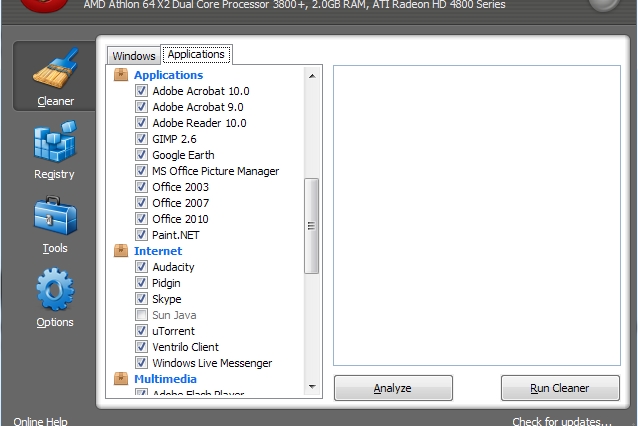 AMD Athlon 64 X2 Dual Core Processor 3800+, 2.0GB RAM, ATI Radeon HD 4800 Series
Windows
Applications
Cleaner
Registry
Tools
Options
Applications
Adobe Acrobat 10.0
Adobe Acrobat 9.0
Adobe Reader 10.0
GIMP 2.6
Google Earth
MS Office Picture Manager
Office 2003
Office 2007
Office 2010
Paint.NET
Internet
Audacity
Pidgin
Skype
Sun Java
uTorrent
Ventrilo Client
Windows Live Messenger
Multimedia
Adobe Flash Player
Analyze
Run Cleaner
Online Help
Check for updates...